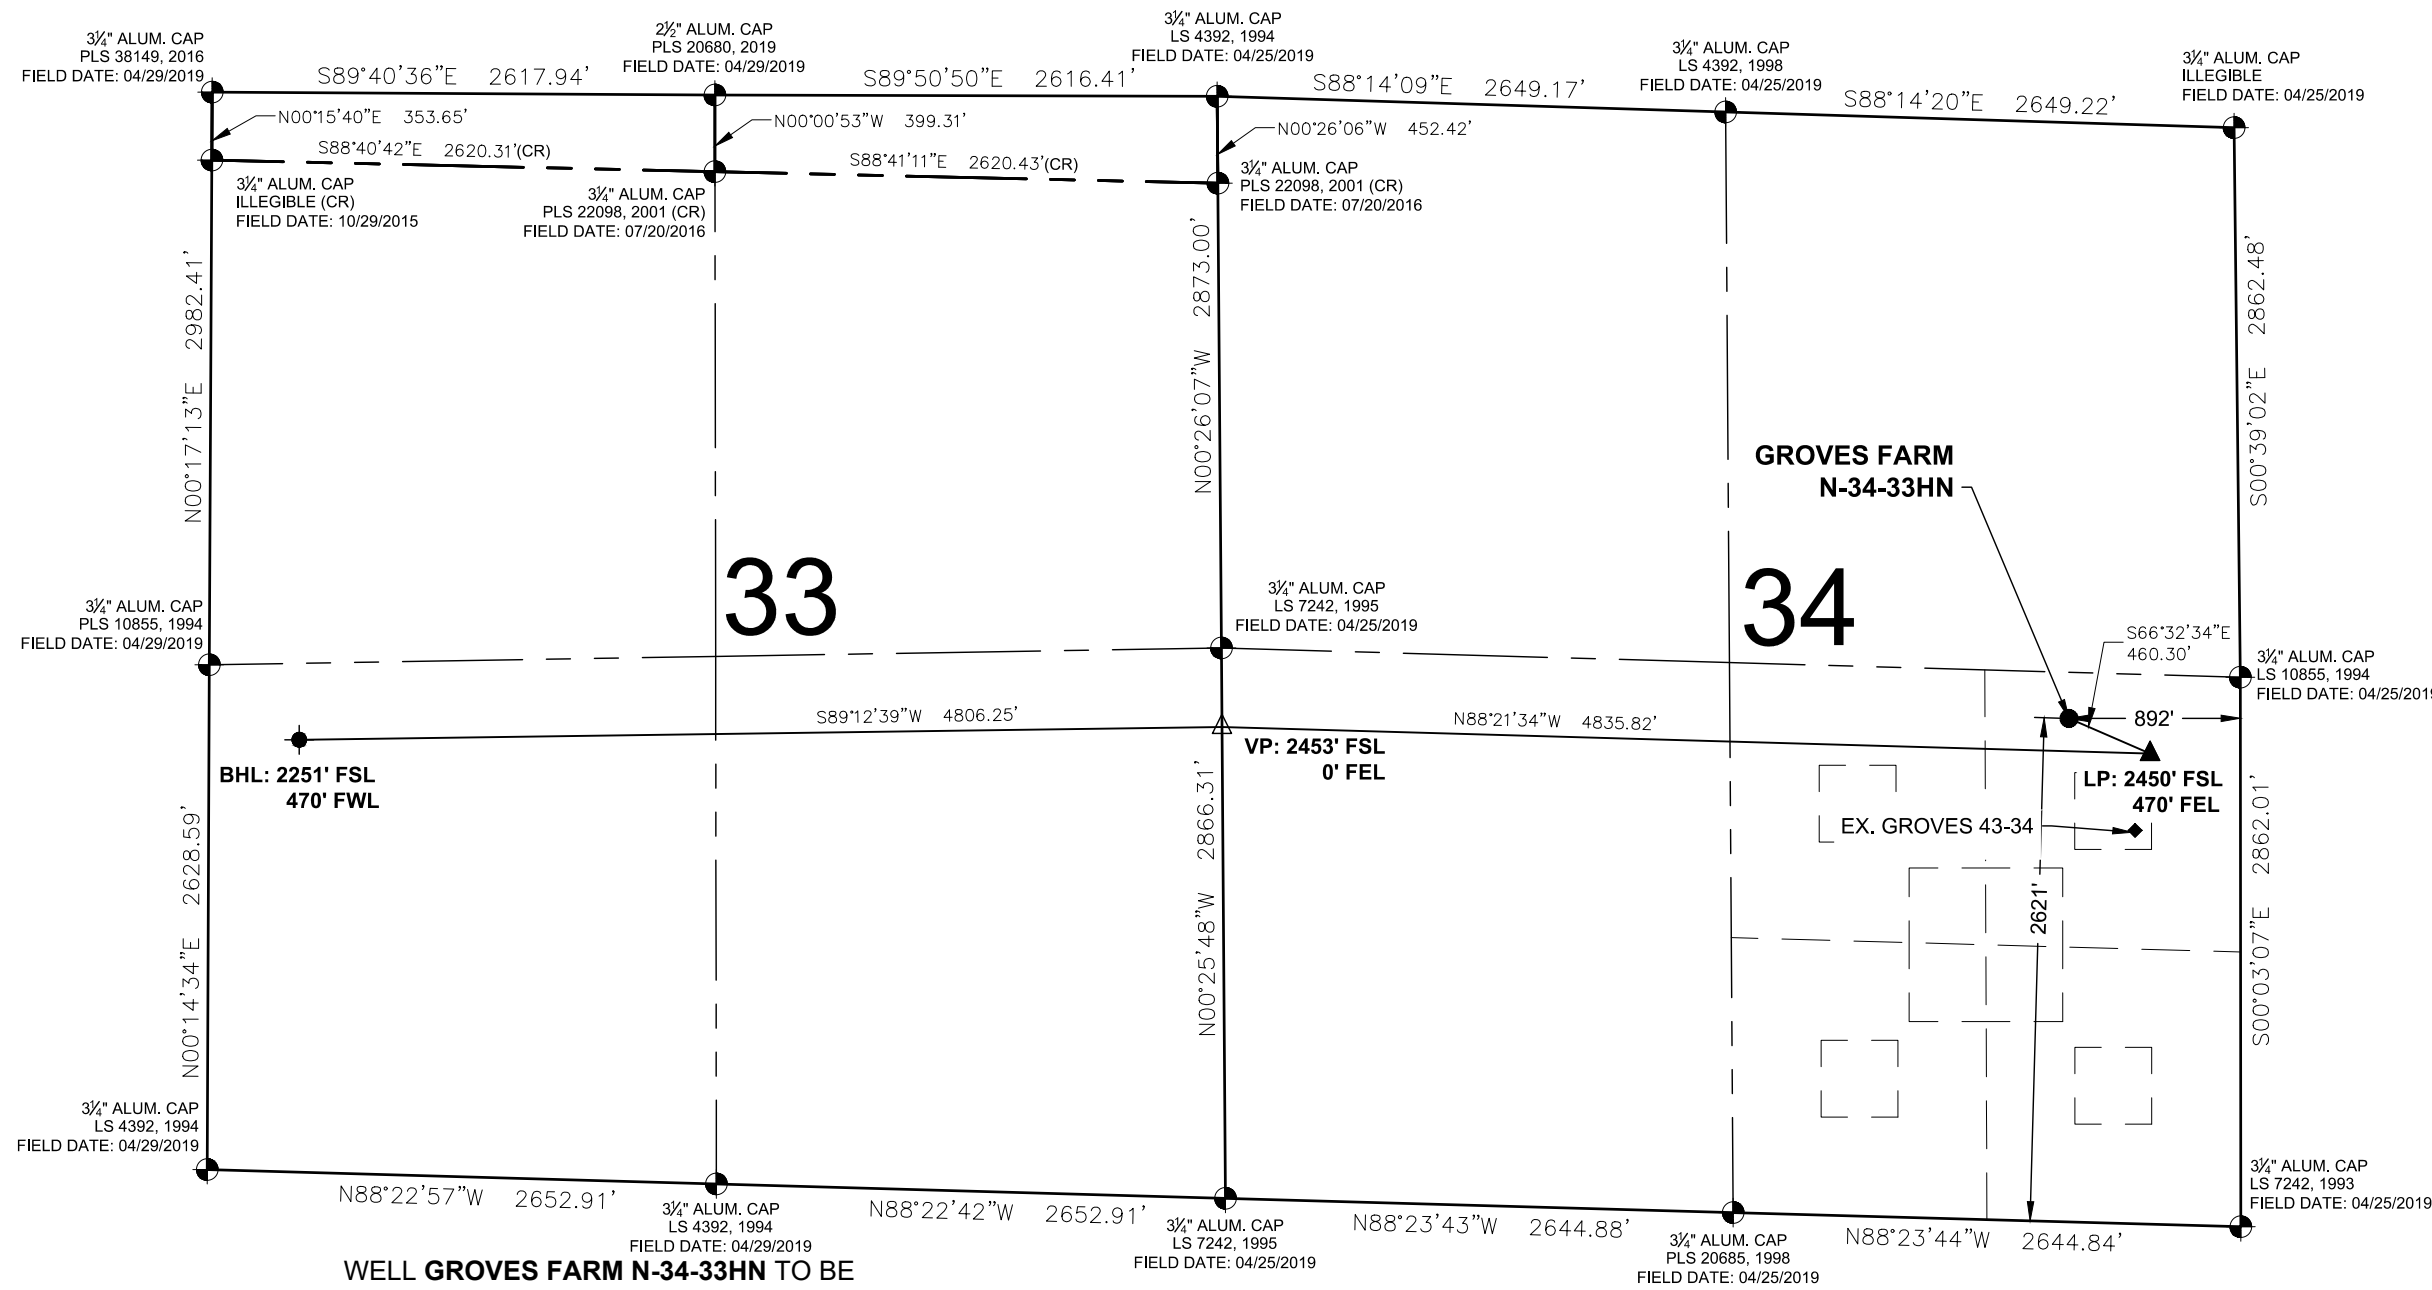 3¼" ALUM. CAP
PLS 38149, 2016
FIELD DATE: 04/29/2019
S89°40'36"E 2617.94'
2½" ALUM. CAP
PLS 20680, 2019
FIELD DATE: 04/29/2019
S89°50'50"E 2616.41'
3¼" ALUM. CAP
LS 4392, 1994
FIELD DATE: 04/25/2019
S88°14'09"E 2649.17'
3¼" ALUM. CAP
LS 4392, 1998
FIELD DATE: 04/25/2019
S88°14'20"E 2649.22'
3¼" ALUM. CAP
ILLEGIBLE
FIELD DATE: 04/25/2019
N00°15'40"E 353.65'
N00°00'53"W 399.31'
N00°26'06"W 452.42'
S88°40'42"E 2620.31'(CR)
S88°41'11"E 2620.43'(CR)
3¼" ALUM. CAP
ILLEGIBLE (CR)
FIELD DATE: 10/29/2015
3¼" ALUM. CAP
PLS 22098, 2001 (CR)
FIELD DATE: 07/20/2016
3¼" ALUM. CAP
PLS 22098, 2001 (CR)
FIELD DATE: 07/20/2016
N00°17'13"E 2982.41'
N00°26'07"W 2873.00'
S00°39'02"E 2862.48'
GROVES FARM
N-34-33HN
33
34
3¼" ALUM. CAP
PLS 10855, 1994
FIELD DATE: 04/29/2019
3¼" ALUM. CAP
LS 7242, 1995
FIELD DATE: 04/25/2019
S66°32'34"E
460.30'
3¼" ALUM. CAP
LS 10855, 1994
FIELD DATE: 04/25/2019
S89°12'39"W 4806.25'
N88°21'34"W 4835.82'
892'
BHL: 2251' FSL
470' FWL
VP: 2453' FSL
0' FEL
LP: 2450' FSL
470' FEL
EX. GROVES 43-34
2621'
N00°14'34"E 2628.59'
N00°25'48"W 2866.31'
S00°03'07"E 2862.01'
3¼" ALUM. CAP
LS 4392, 1994
FIELD DATE: 04/29/2019
N88°22'57"W 2652.91'
3¼" ALUM. CAP
LS 4392, 1994
FIELD DATE: 04/29/2019
N88°22'42"W 2652.91'
3¼" ALUM. CAP
LS 7242, 1995
FIELD DATE: 04/25/2019
N88°23'43"W 2644.88'
3¼" ALUM. CAP
PLS 20685, 1998
FIELD DATE: 04/25/2019
N88°23'44"W 2644.84'
3¼" ALUM. CAP
LS 7242, 1993
FIELD DATE: 04/25/2019
WELL GROVES FARM N-34-33HN TO BE